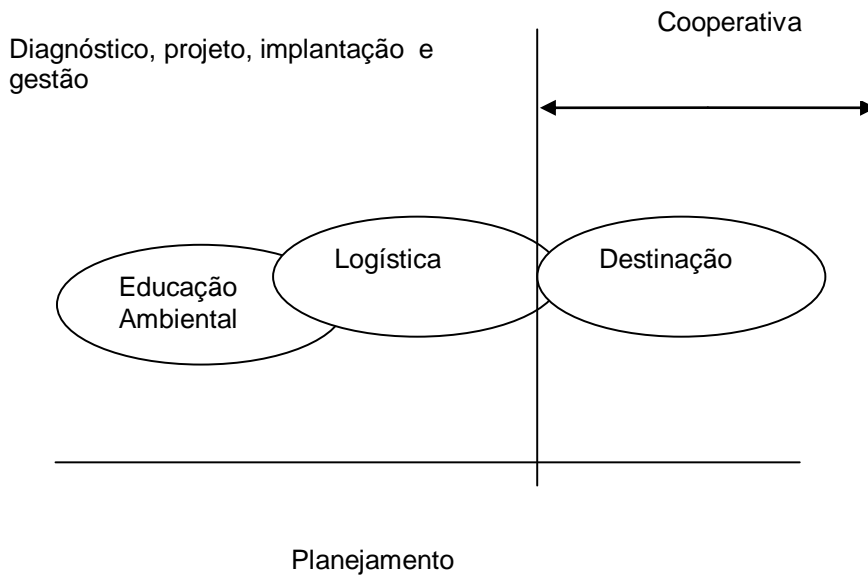 Cooperativa
Diagnóstico, projeto, implantação e
gestão
Logística
Destinação
Educação
Ambiental
Planejamento